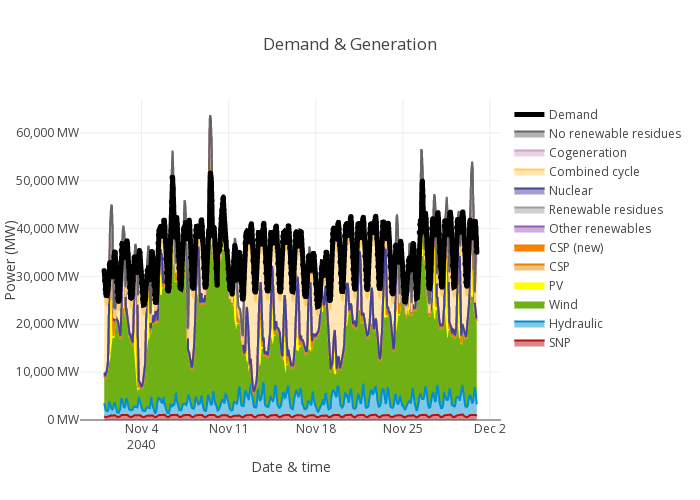 Demand & Generation
Power (MW)
60,000 MW
50,000 MW
40,000 MW
30,000 MW
20,000 MW
10,000 MW
0 MW
Nov 4
2040
Nov 11
Nov 18
Nov 25
Dec 2
Date & time
Demand
No renewable residues
Cogeneration
Combined cycle
Nuclear
Renewable residues
Other renewables
CSP (new)
CSP
PV
Wind
Hydraulic
SNP